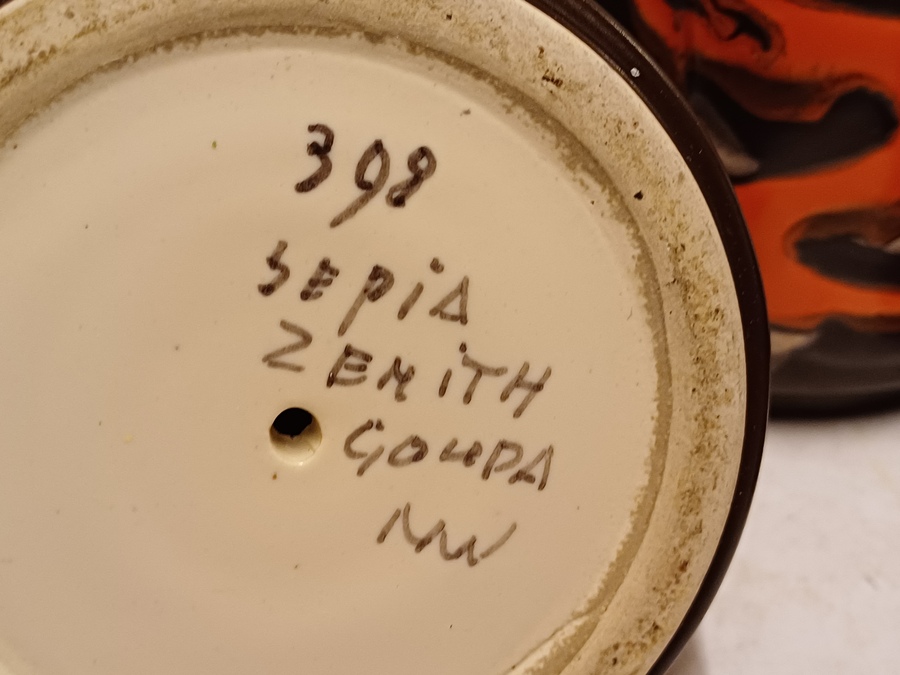 398
SEPiA
ZENiTH
GOUDA
NW